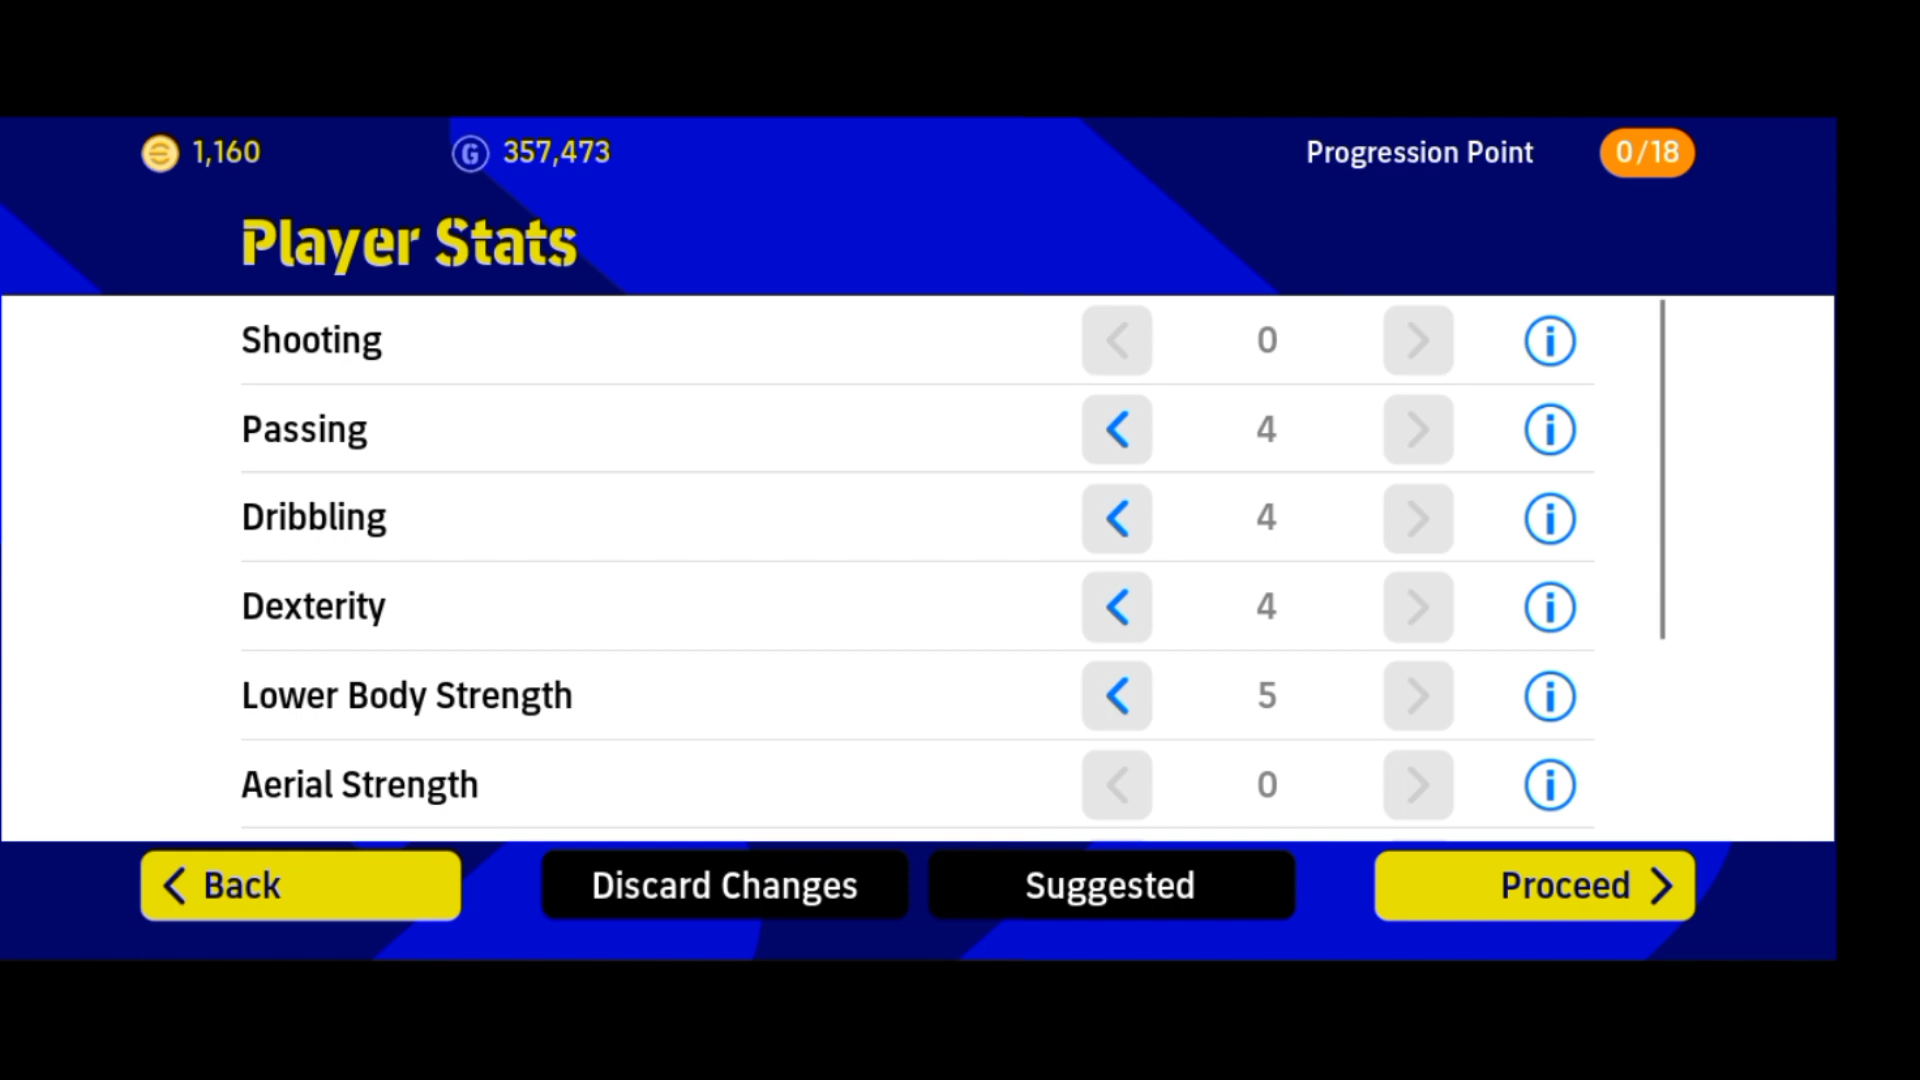 1,160 G 357,473 Progression Point 0/18
Player Stats
Shooting 0
Passing 4
Dribbling 4
Dexterity 4
Lower Body Strength 5
Aerial Strength 0
Back Discard Changes Suggested Proceed